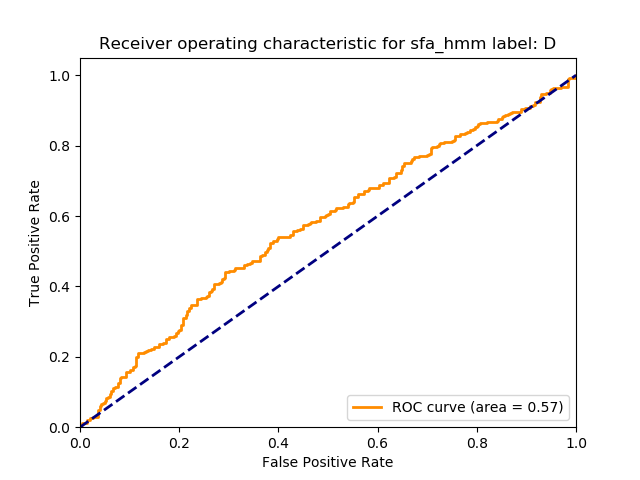 Receiver operating characteristic for sfa_hmm label: D
True Positive Rate
1.0
0.8
0.6
0.4
0.2
0.0
0.0 0.2 0.4 0.6 0.8 1.0
False Positive Rate
ROC curve (area = 0.57)